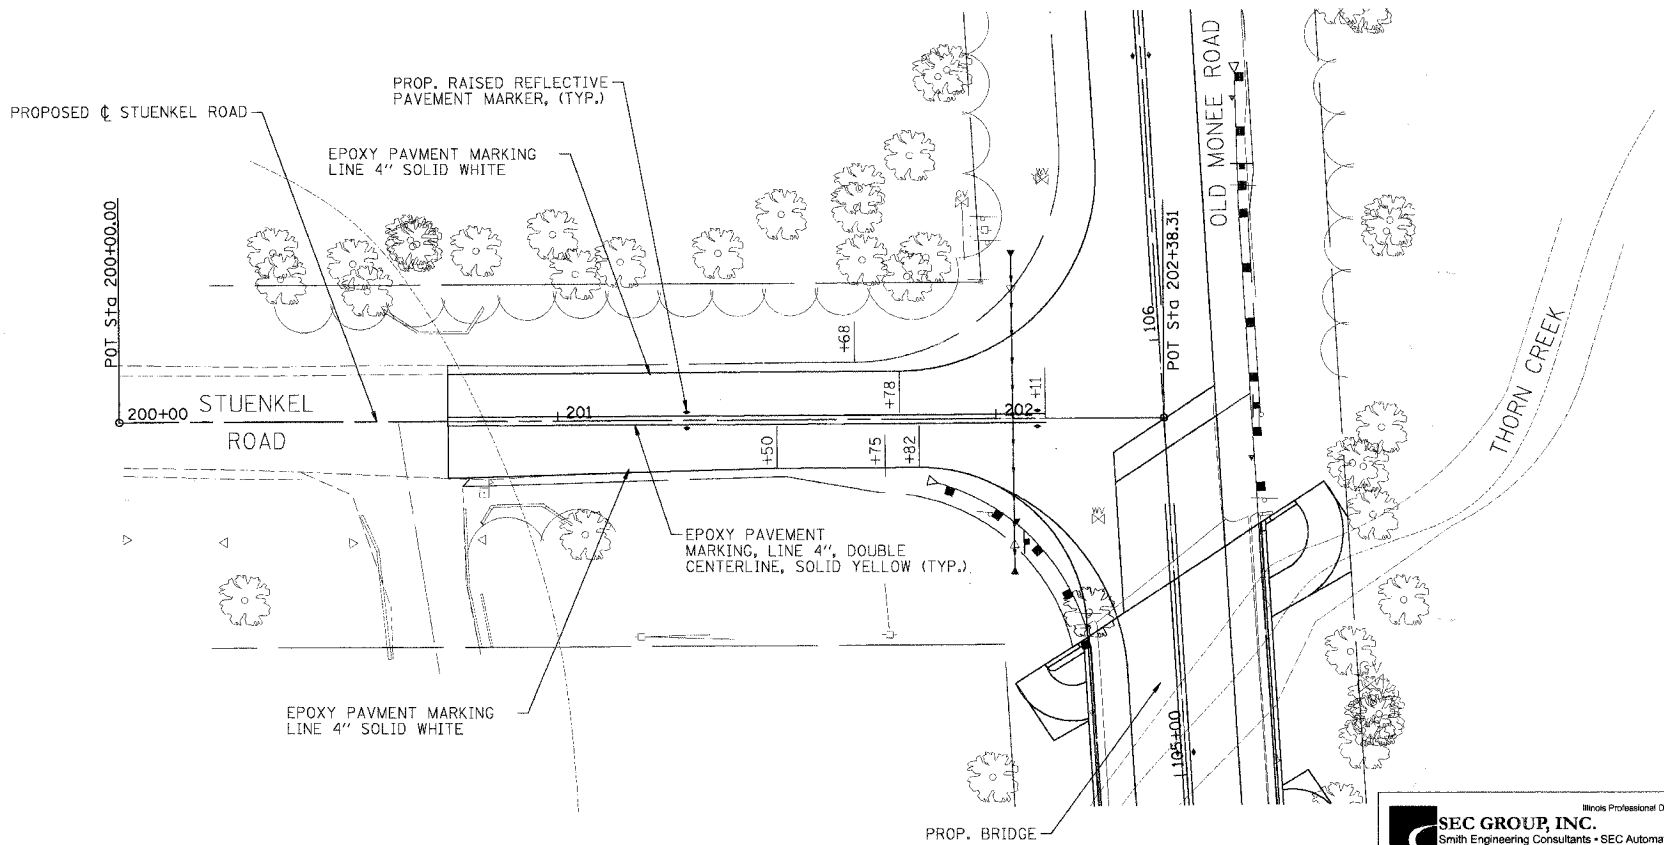 PROP. RAISED REFLECTIVE
PAVEMENT MARKER, (TYP.)
PROPOSED ℄ STUENKEL ROAD
EPOXY PAVMENT MARKING
LINE 4" SOLID WHITE
OLD MONEE ROAD
POT Sta 200+00.00
POT Sta 202+38.31
106
+68
THORN CREEK
+78
+11
200+00
STUENKEL
ROAD
201
202
+50
+75
+82
EPOXY PAVEMENT
MARKING, LINE 4", DOUBLE
CENTERLINE, SOLID YELLOW (TYP.)
EPOXY PAVMENT MARKING
LINE 4" SOLID WHITE
105+00
PROP. BRIDGE
Illinois Professional D
SEC GROUP, INC.
Smith Engineering Consultants • SEC Automa